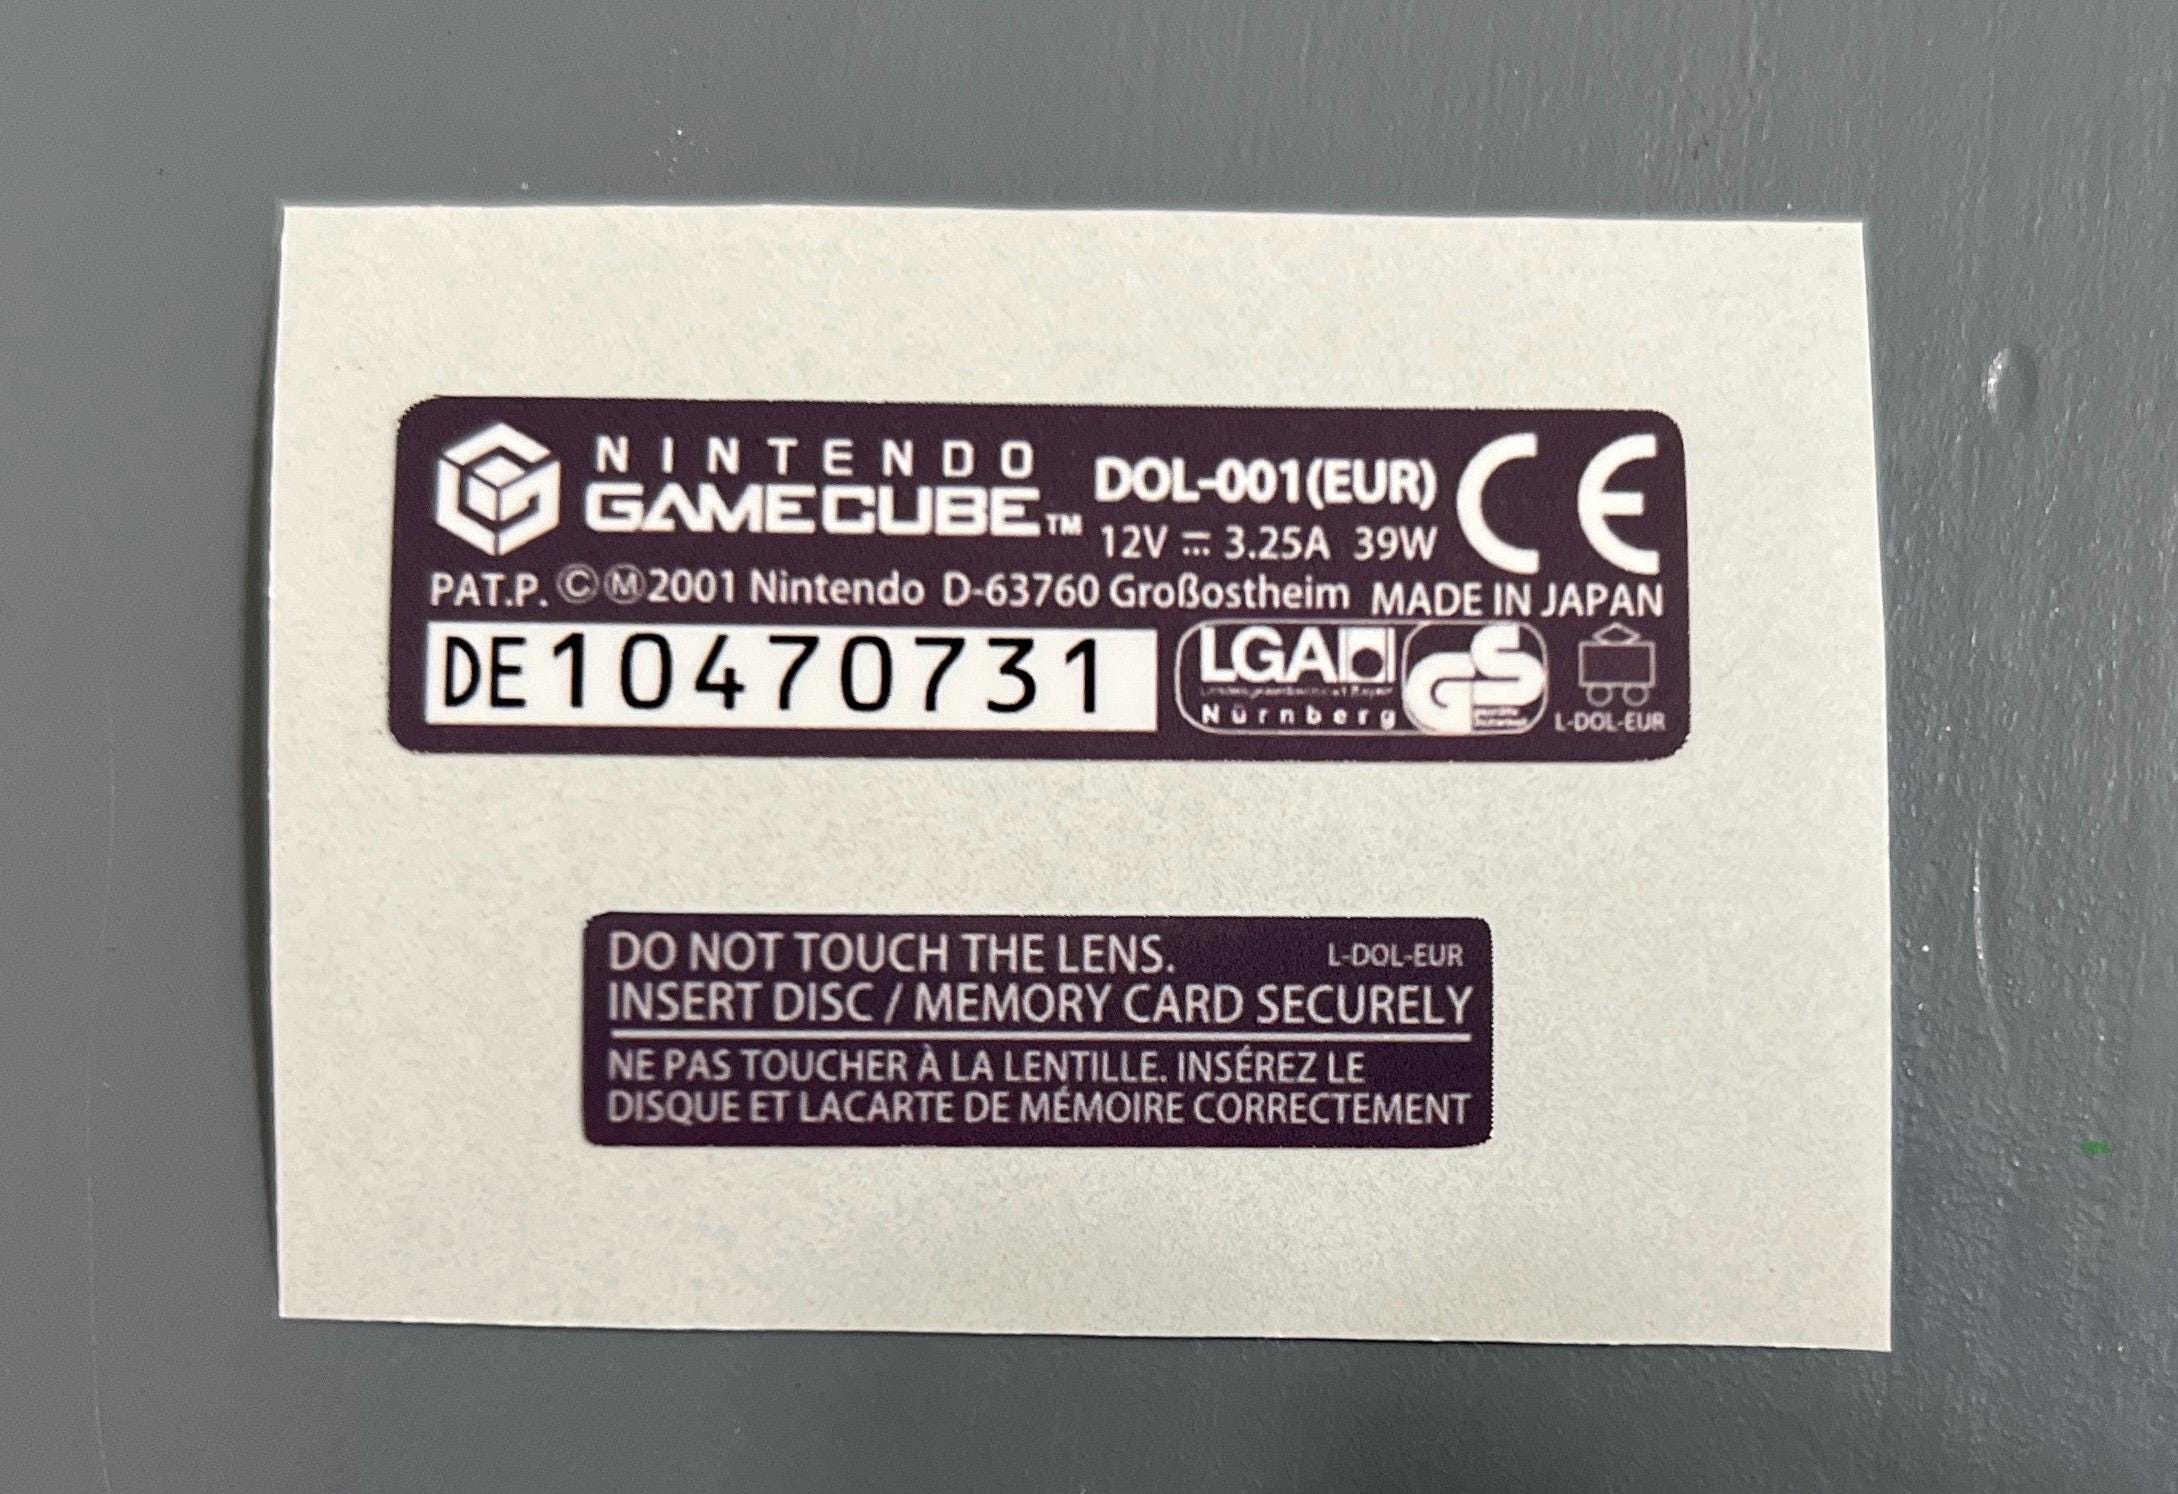 NINTENDO
GAMECUBE™
DOL-001(EUR)
12V ⎓ 3.25A 39W
CE
PAT.P. ©Ⓜ2001 Nintendo D-63760 Großostheim MADE IN JAPAN
DE10470731
LGA
Nürnberg
GS
L-DOL-EUR
DO NOT TOUCH THE LENS. L-DOL-EUR
INSERT DISC / MEMORY CARD SECURELY
NE PAS TOUCHER À LA LENTILLE. INSÉREZ LE
DISQUE ET LACARTE DE MÉMOIRE CORRECTEMENT